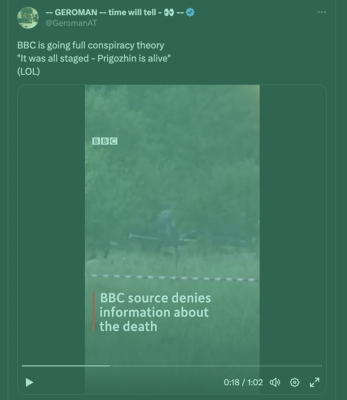 -- GEROMAN -- time will tell - 👀 --
@GeromanAT
BBC is going full conspiracy theory
"It was all staged - Prigozhin is alive"
(LOL)
BBC
BBC source denies
information about
the death
0:18 / 1:02